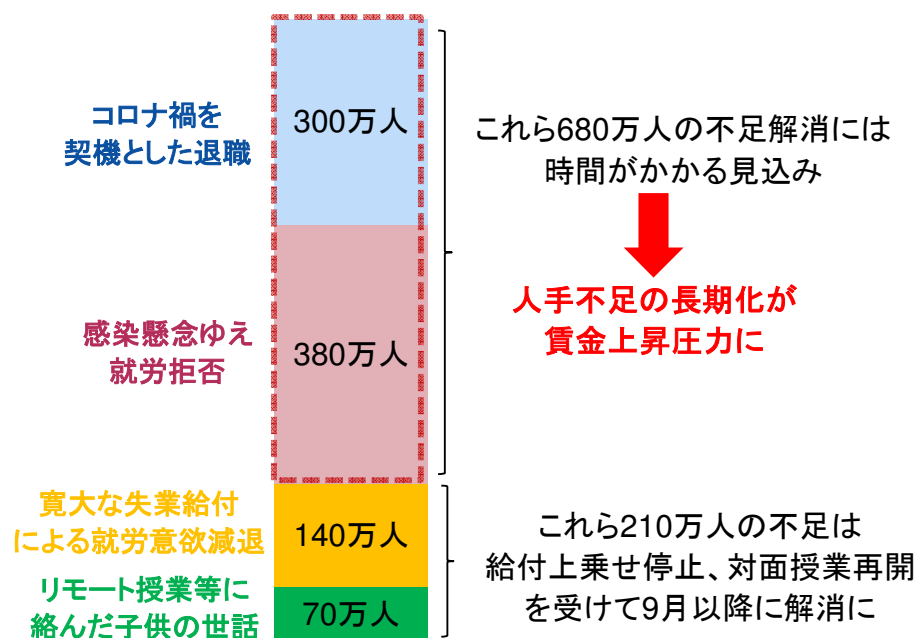 コロナ禍を
契機とした退職
300万人
これら680万人の不足解消には
時間がかかる見込み
人手不足の長期化が
賃金上昇圧力に
感染懸念ゆえ
就労拒否
380万人
寛大な失業給付
による就労意欲減退
140万人
これら210万人の不足は
給付上乗せ停止、対面授業再開
を受けて9月以降に解消に
リモート授業等に
絡んだ子供の世話
70万人